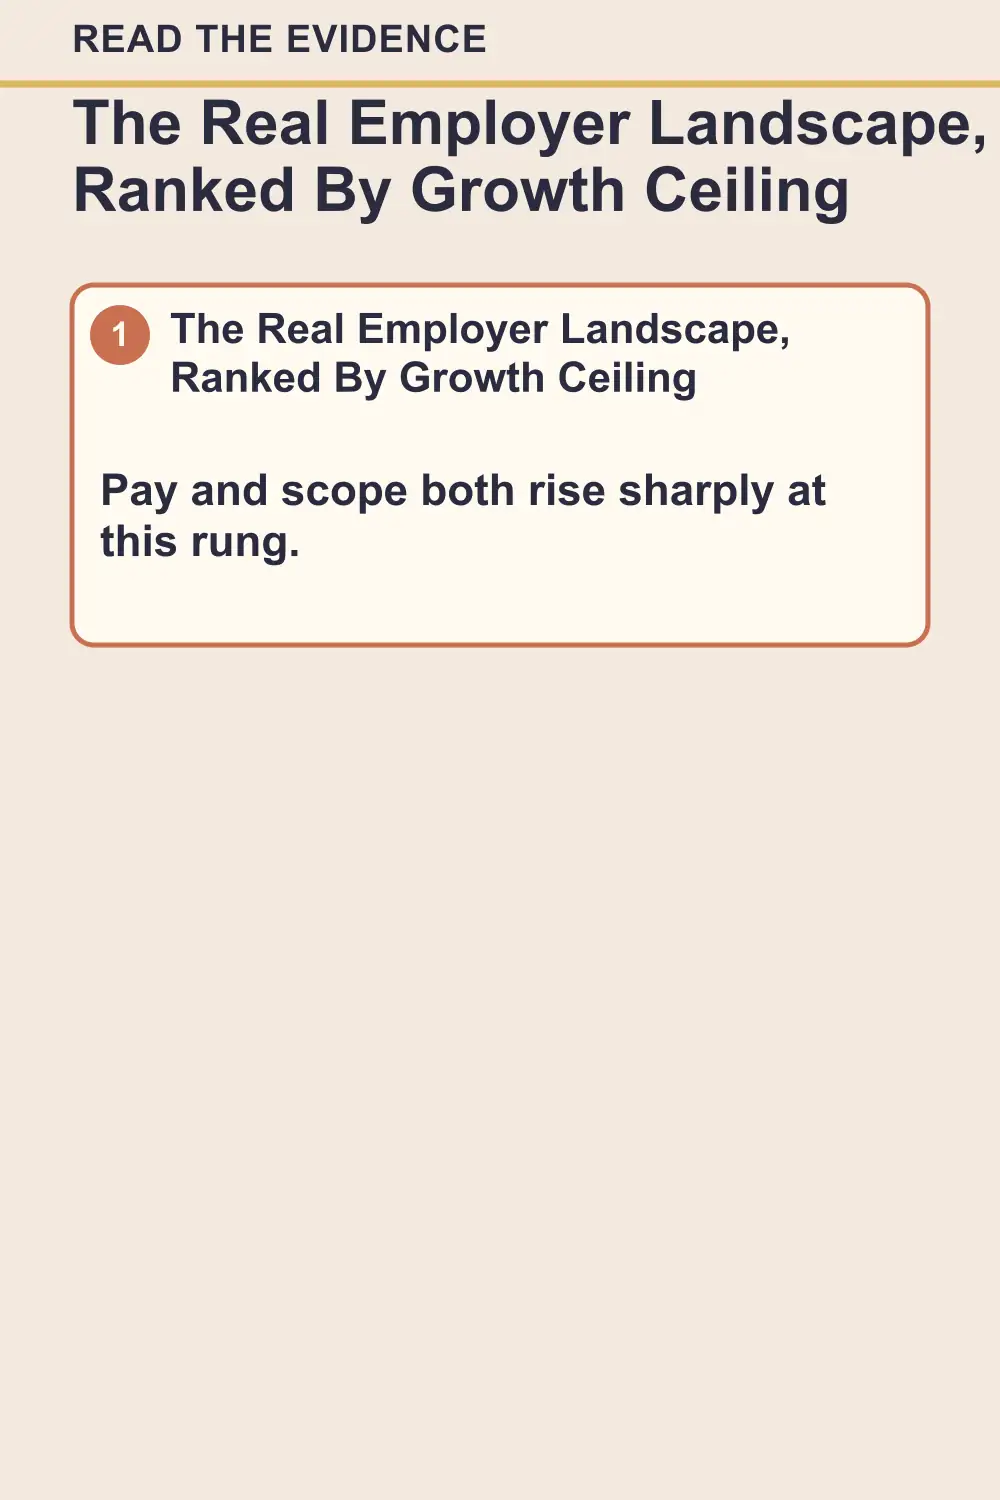 READ THE EVIDENCE
The Real Employer Landscape,
Ranked By Growth Ceiling
1
The Real Employer Landscape,
Ranked By Growth Ceiling
Pay and scope both rise sharply at
this rung.